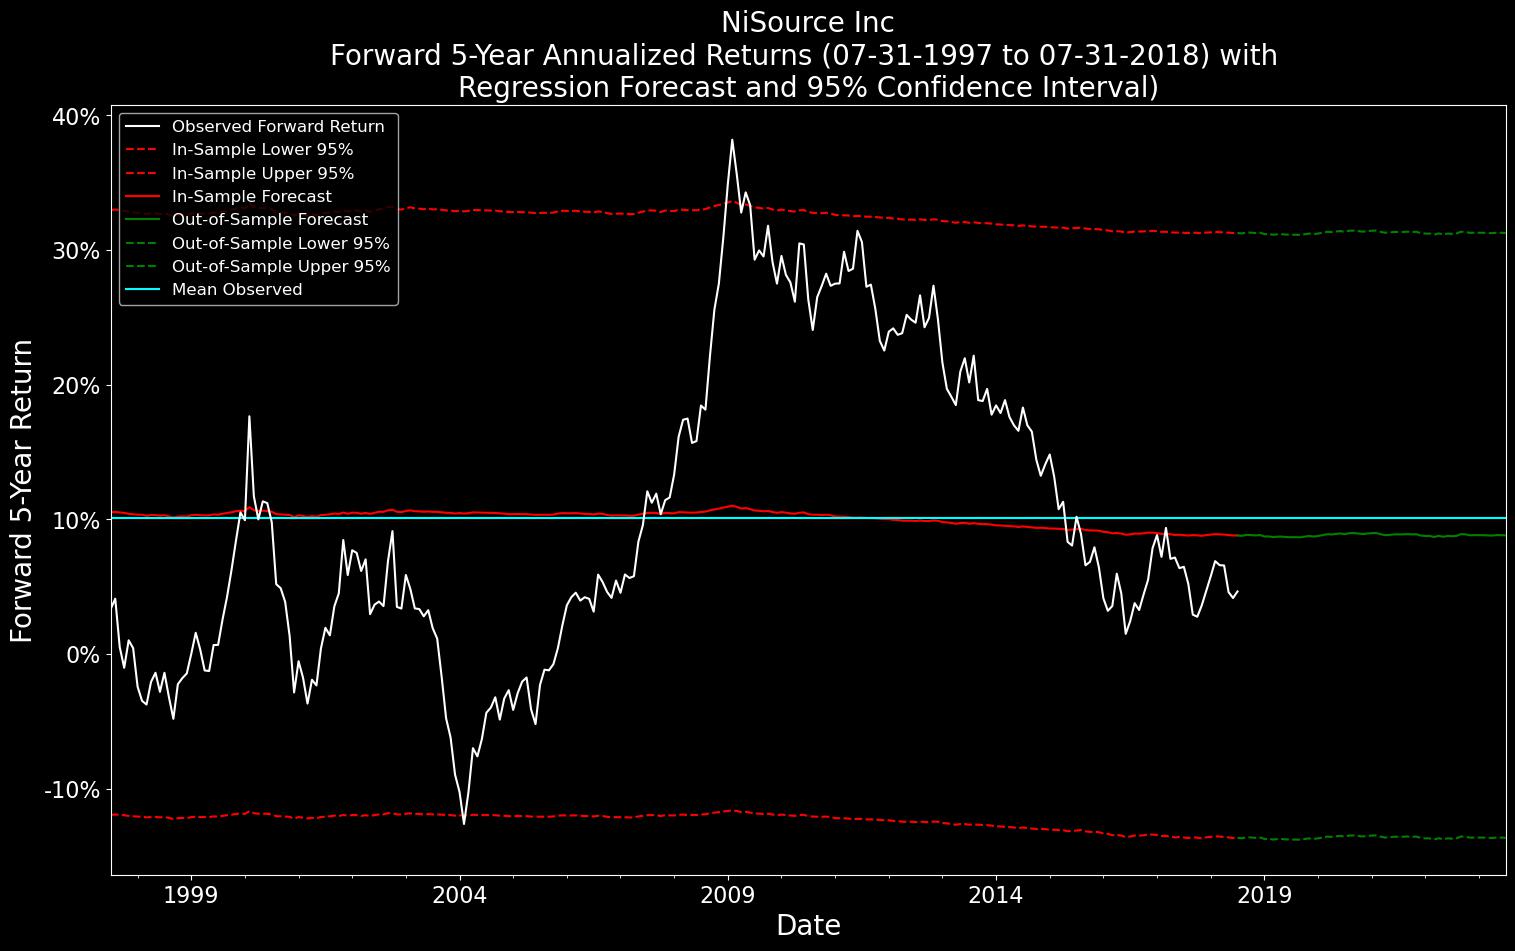 NiSource Inc
Forward 5-Year Annualized Returns (07-31-1997 to 07-31-2018) with
Regression Forecast and 95% Confidence Interval)
40%
30%
20%
10%
0%
-10%
Forward 5-Year Return
Observed Forward Return
In-Sample Lower 95%
In-Sample Upper 95%
In-Sample Forecast
Out-of-Sample Forecast
Out-of-Sample Lower 95%
Out-of-Sample Upper 95%
Mean Observed
1999 2004 2009 2014 2019
Date